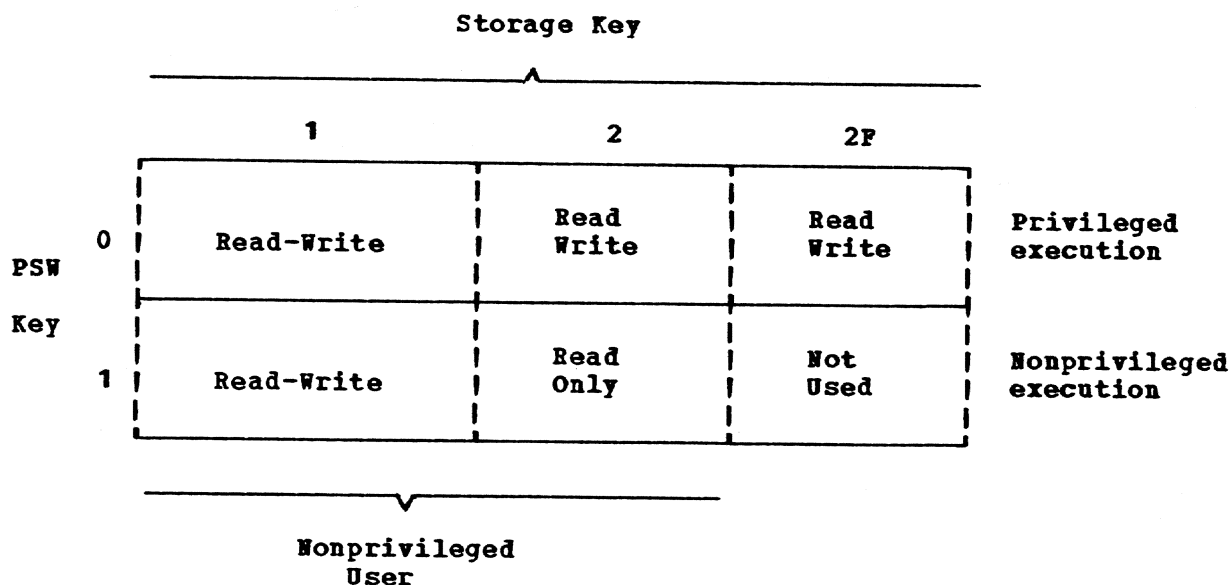 Storage Key
1 2 2F
Read-Write Read Write Read Write Privileged execution
0
PSW
Key
1
Read-Write Read Only Not Used Nonprivileged execution
Nonprivileged
User